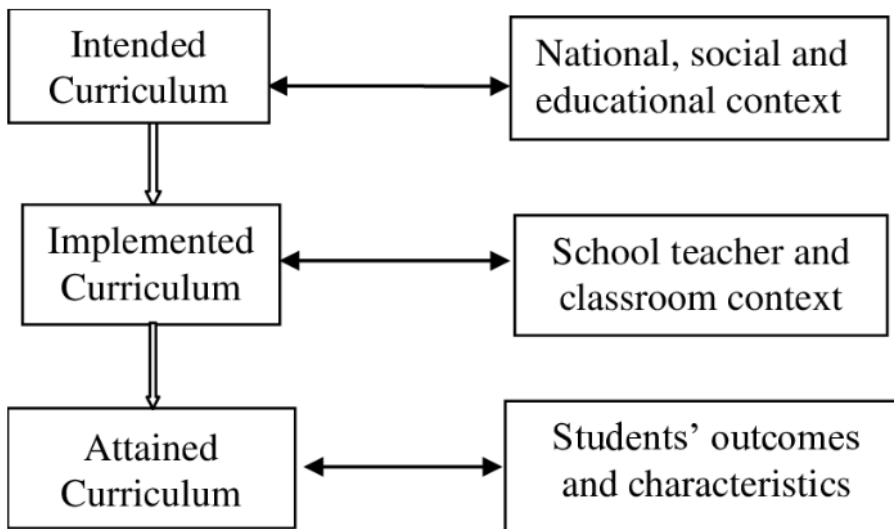 Intended
Curriculum
National, social and
educational context
Implemented
Curriculum
School teacher and
classroom context
Attained
Curriculum
Students’ outcomes
and characteristics